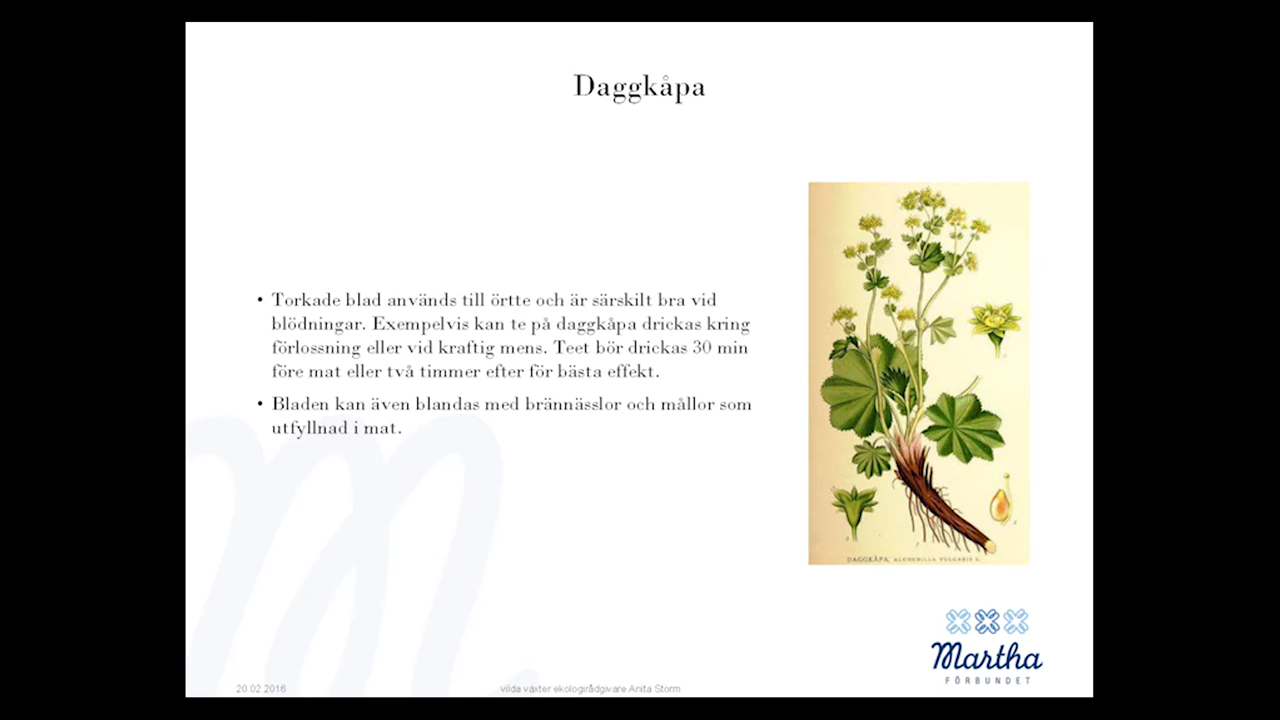 Daggkåpa
• Torkade blad används till örtte och är särskilt bra vid
blödningar. Exempelvis kan te på daggkåpa drickas kring
förlossning eller vid kraftig mens. Teet bör drickas 30 min
före mat eller två timmer efter för bästa effekt.
• Bladen kan även blandas med brännässlor och mållor som
utfyllnad i mat.
DAGGKÅPA, ALCHEMILLA VULGARIS L.
Martha
FÖRBUNDET
20.02.2016
vilda växter ekologirådgivare Anita Storm